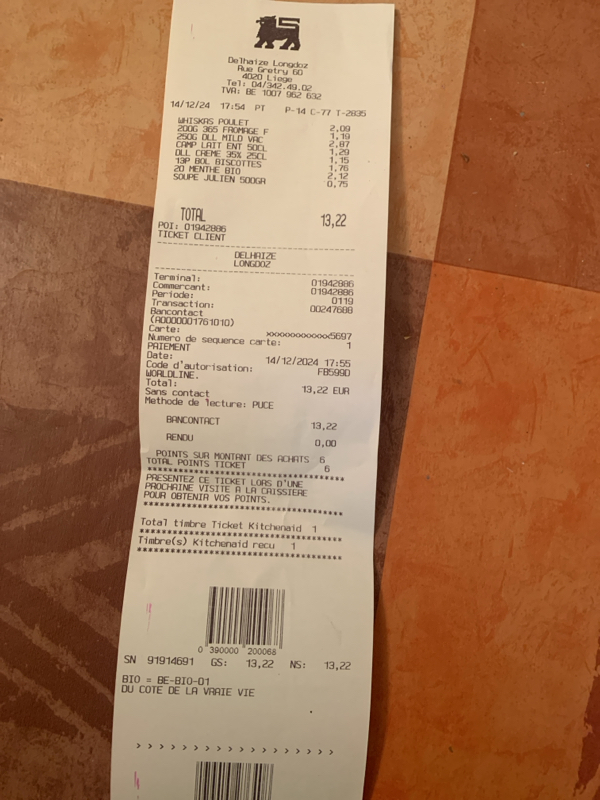 Delhaize Longdoz
Rue Gretry 60
4020 Liege
Tel: 04/342.49.02
TVA: BE 1007 962 632
14/12/24 17:54 PT P-14 C-77 T-2835
WHISKAS POULET 2,09
200G 365 FROMAGE F 1,19
250G DLL MILD VAC 2,87
CAMP LAIT ENT 50CL 1,29
DLL CREME 35% 25CL 1,15
13P BOL BISCOTTES 1,76
20 MENTHE BIO 2,12
SOUPE JULIEN 500GR 0,75
TOTAL 13,22
POI: 01942886
TICKET CLIENT
DELHAIZE
LONGDOZ
Terminal: 01942886
Commercant: 01942886
Periode: 0119
Transaction: 00247688
Bancontact
(A0000001761010)
Carte: xxxxxxxxxxxxx5697
Numero de sequence carte: 1
PAIEMENT
Date: 14/12/2024 17:55
Code d'autorisation: FB599D
WORLDLINE.
Total: 13,22 EUR
Sans contact
Methode de lecture: PUCE
BANCONTACT 13,22
RENDU 0,00
POINTS SUR MONTANT DES ACHATS 6
TOTAL POINTS TICKET 6
PRESENTEZ CE TICKET LORS D'UNE
PROCHAINE VISITE A LA CAISSIERE
POUR OBTENIR VOS POINTS.
Total timbre Ticket Kitchenaid 1
Timbre(s) Kitchenaid recu 1
0 390000 200068
SN 91914691 GS: 13,22 NS: 13,22
BIO = BE-BIO-01
DU COTE DE LA VRAIE VIE